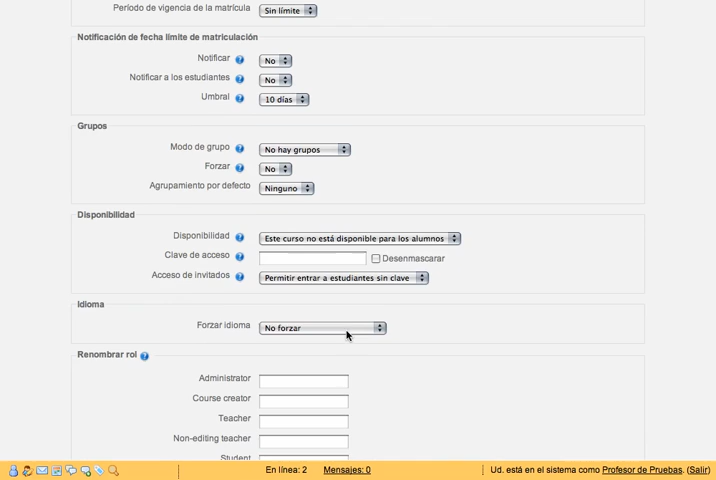 Período de vigencia de la matrícula Sin límite
Notificación de fecha límite de matriculación
Notificar No
Notificar a los estudiantes No
Umbral 10 días
Grupos
Modo de grupo No hay grupos
Forzar No
Agrupamiento por defecto Ninguno
Disponibilidad
Disponibilidad Este curso no está disponible para los alumnos
Clave de acceso Desenmascarar
Acceso de invitados Permitir entrar a estudiantes sin clave
Idioma
Forzar idioma No forzar
Renombrar rol
Administrator
Course creator
Teacher
Non-editing teacher
Student
En línea: 2 Mensajes: 0 Ud. está en el sistema como Profesor de Pruebas. (Salir)